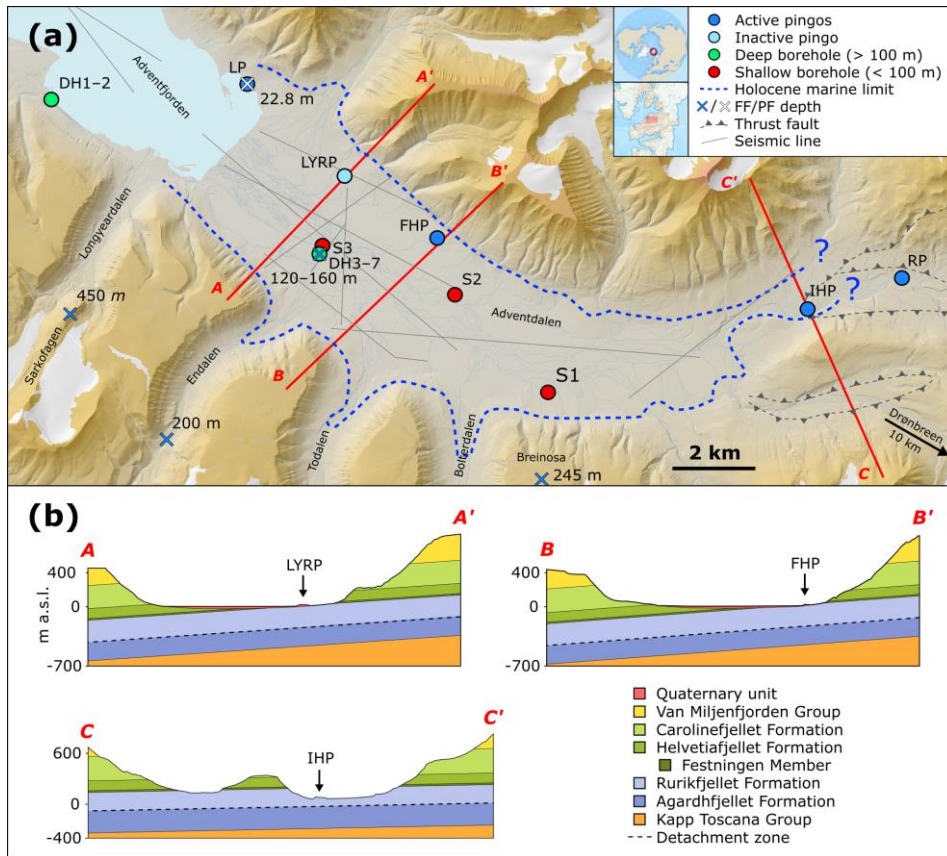 (a)
DH1–2
Adventfjorden
LP
22.8 m
A'
LYRP
B'
C'
Longyeardalen
FHP
S3
DH3–7
120–160 m
S2
?
RP
IHP
?
A
450 m
Adventdalen
Sarkofagen
Endalen
B
S1
200 m
Todalen
Bolterdalen
Breinosa
245 m
2 km
Drønbreen
10 km
C
Active pingos
Inactive pingo
Deep borehole (> 100 m)
Shallow borehole (< 100 m)
Holocene marine limit
/ FF/PF depth
Thrust fault
Seismic line
(b)
A
A'
LYRP
400
0
-700
m a.s.l.
B
B'
FHP
400
0
-700
C
C'
IHP
600
0
-400
Quaternary unit
Van Miljenfjorden Group
Carolinefjellet Formation
Helvetiafjellet Formation
Festningen Member
Rurikfjellet Formation
Agardhfjellet Formation
Kapp Toscana Group
Detachment zone